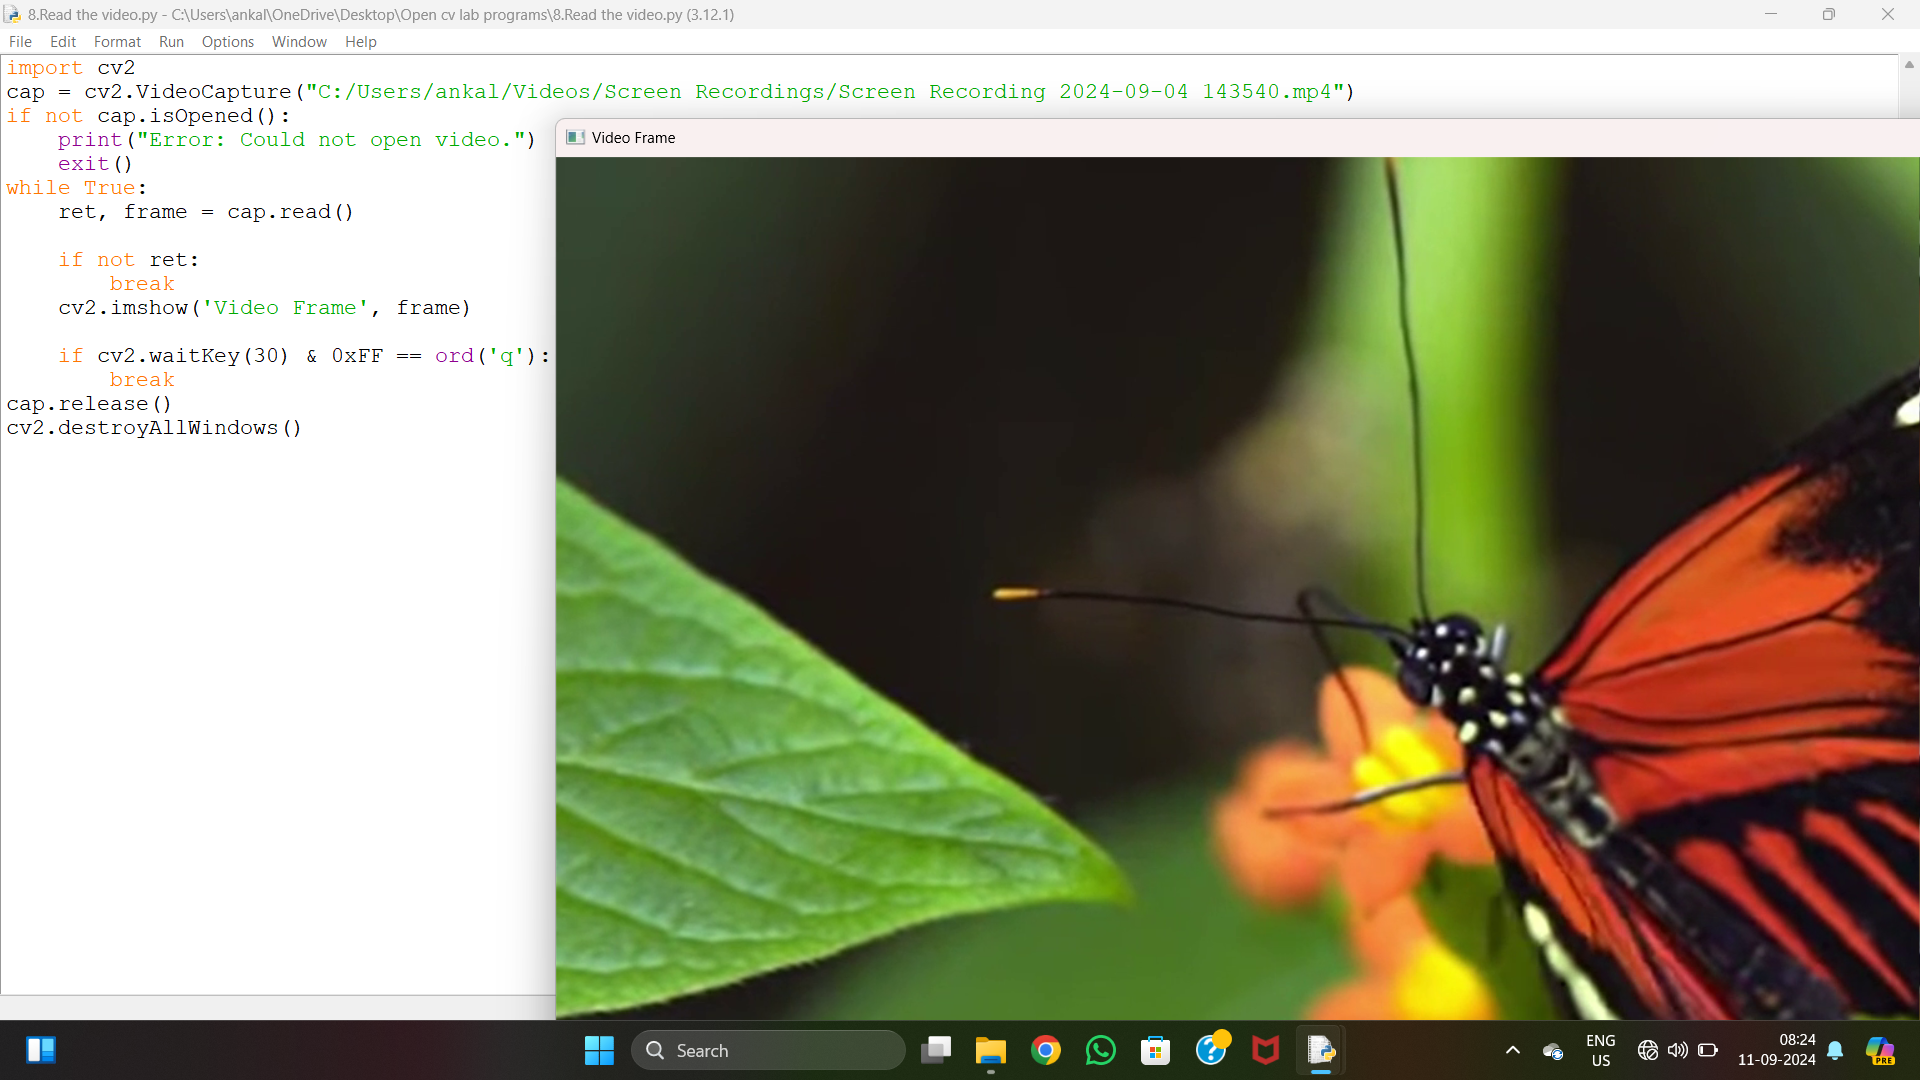 8.Read the video.py - C:\Users\ankal\OneDrive\Desktop\Open cv lab programs\8.Read the video.py (3.12.1)
File Edit Format Run Options Window Help
import cv2
cap = cv2.VideoCapture("C:/Users/ankal/Videos/Screen Recordings/Screen Recording 2024-09-04 143540.mp4")
if not cap.isOpened():
    print("Error: Could not open video.")
    exit()
while True:
    ret, frame = cap.read()
    if not ret:
        break
    cv2.imshow('Video Frame', frame)
    if cv2.waitKey(30) & 0xFF == ord('q'):
        break
cap.release()
cv2.destroyAllWindows()
Video Frame
Search
ENG
US
08:24
11-09-2024
PRE